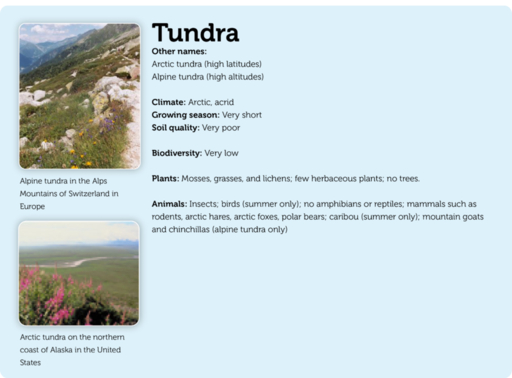 Tundra
Other names:
Arctic tundra (high latitudes)
Alpine tundra (high altitudes)
Climate: Arctic, acrid
Growing season: Very short
Soil quality: Very poor
Biodiversity: Very low
Plants: Mosses, grasses, and lichens; few herbaceous plants; no trees.
Animals: Insects; birds (summer only); no amphibians or reptiles; mammals such as
rodents, arctic hares, arctic foxes, polar bears; caribou (summer only); mountain goats
and chinchillas (alpine tundra only)
Alpine tundra in the Alps
Mountains of Switzerland in
Europe
Arctic tundra on the northern
coast of Alaska in the United
States